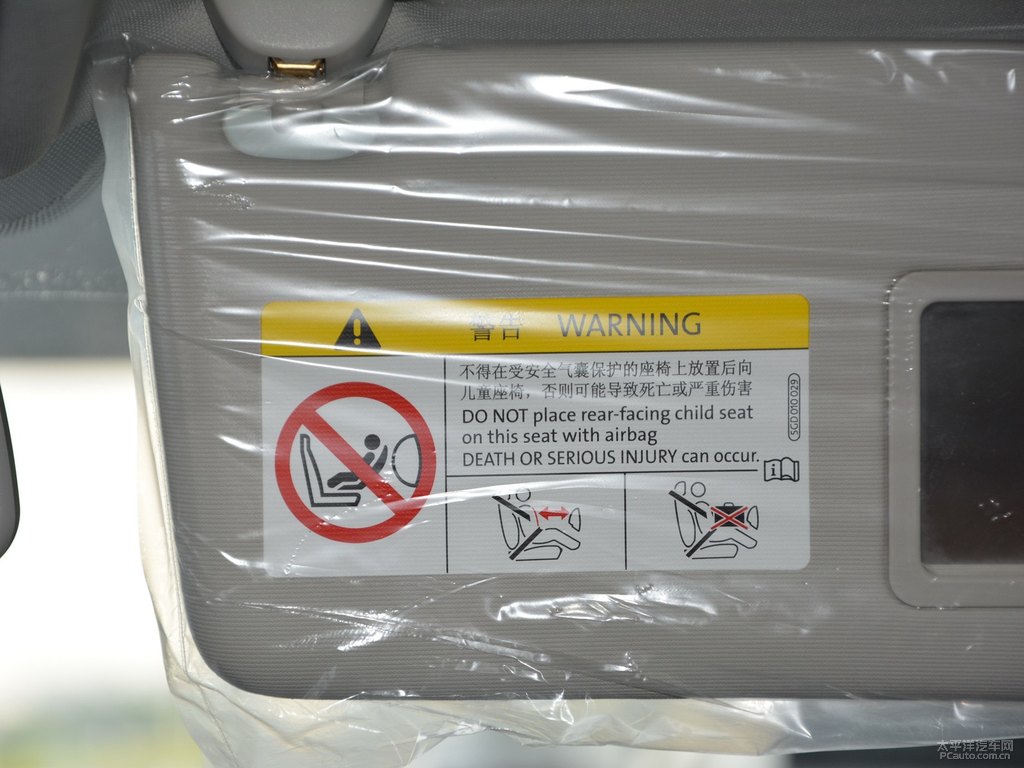 警告 WARNING
不得在受安全气囊保护的座椅上放置后向
儿童座椅，否则可能导致死亡或严重伤害
DO NOT place rear-facing child seat
on this seat with airbag
DEATH OR SERIOUS INJURY can occur.
5GD 010 029
i
太平洋汽车网
PCauto.com.cn